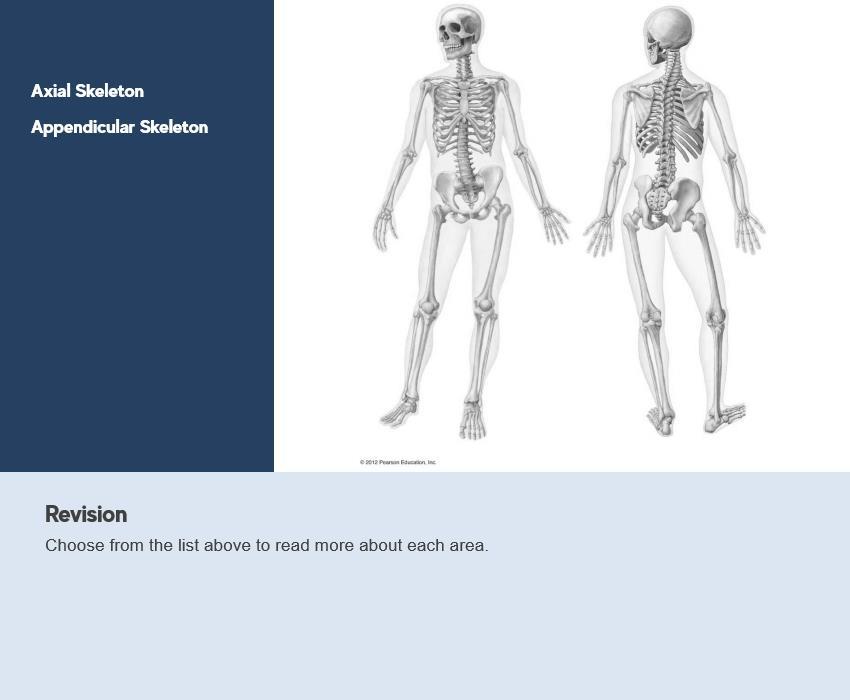 Axial Skeleton
Appendicular Skeleton
© 2012 Pearson Education, Inc.
Revision
Choose from the list above to read more about each area.